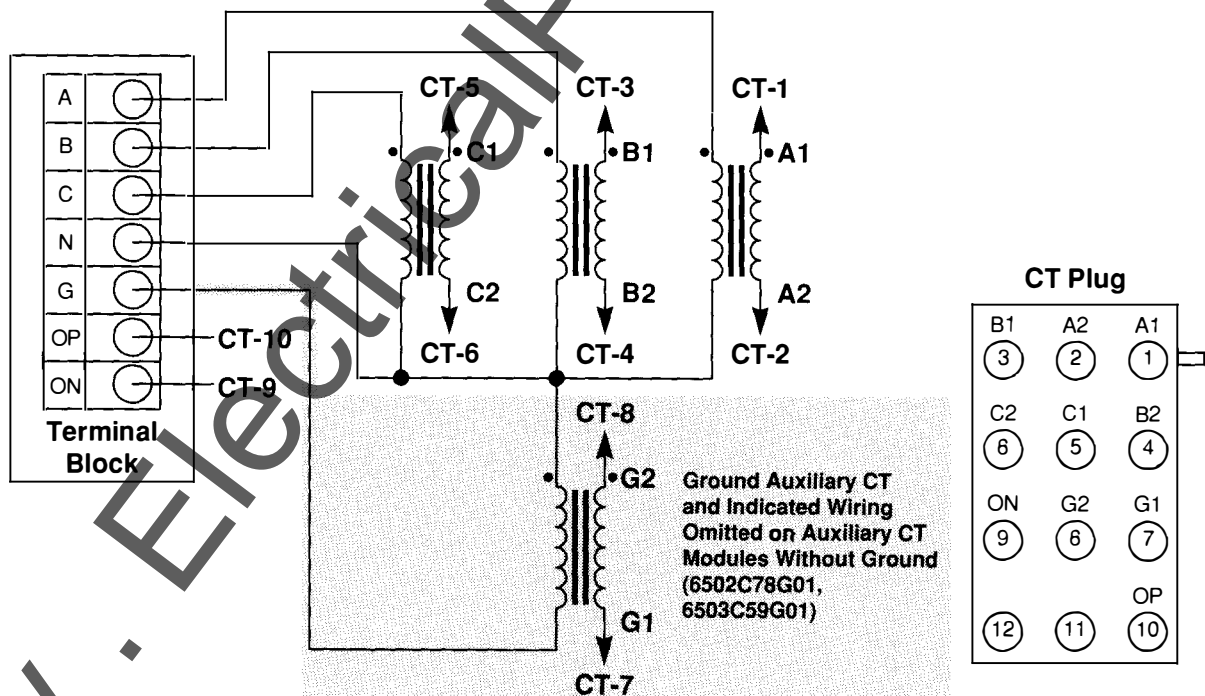 A
B
C
N
G
OP
ON
Terminal
Block
CT-10
CT-9
CT-5
CT-3
CT-1
C1
B1
A1
C2
B2
A2
CT-6
CT-4
CT-2
CT-8
G2
G1
CT-7
Ground Auxiliary CT
and Indicated Wiring
Omitted on Auxiliary CT
Modules Without Ground
(6502C78G01,
6503C59G01)
CT Plug
B1 A2 A1
3 2 1
C2 C1 B2
6 5 4
ON G2 G1
9 6 7
OP
12 11 10
. Electrical